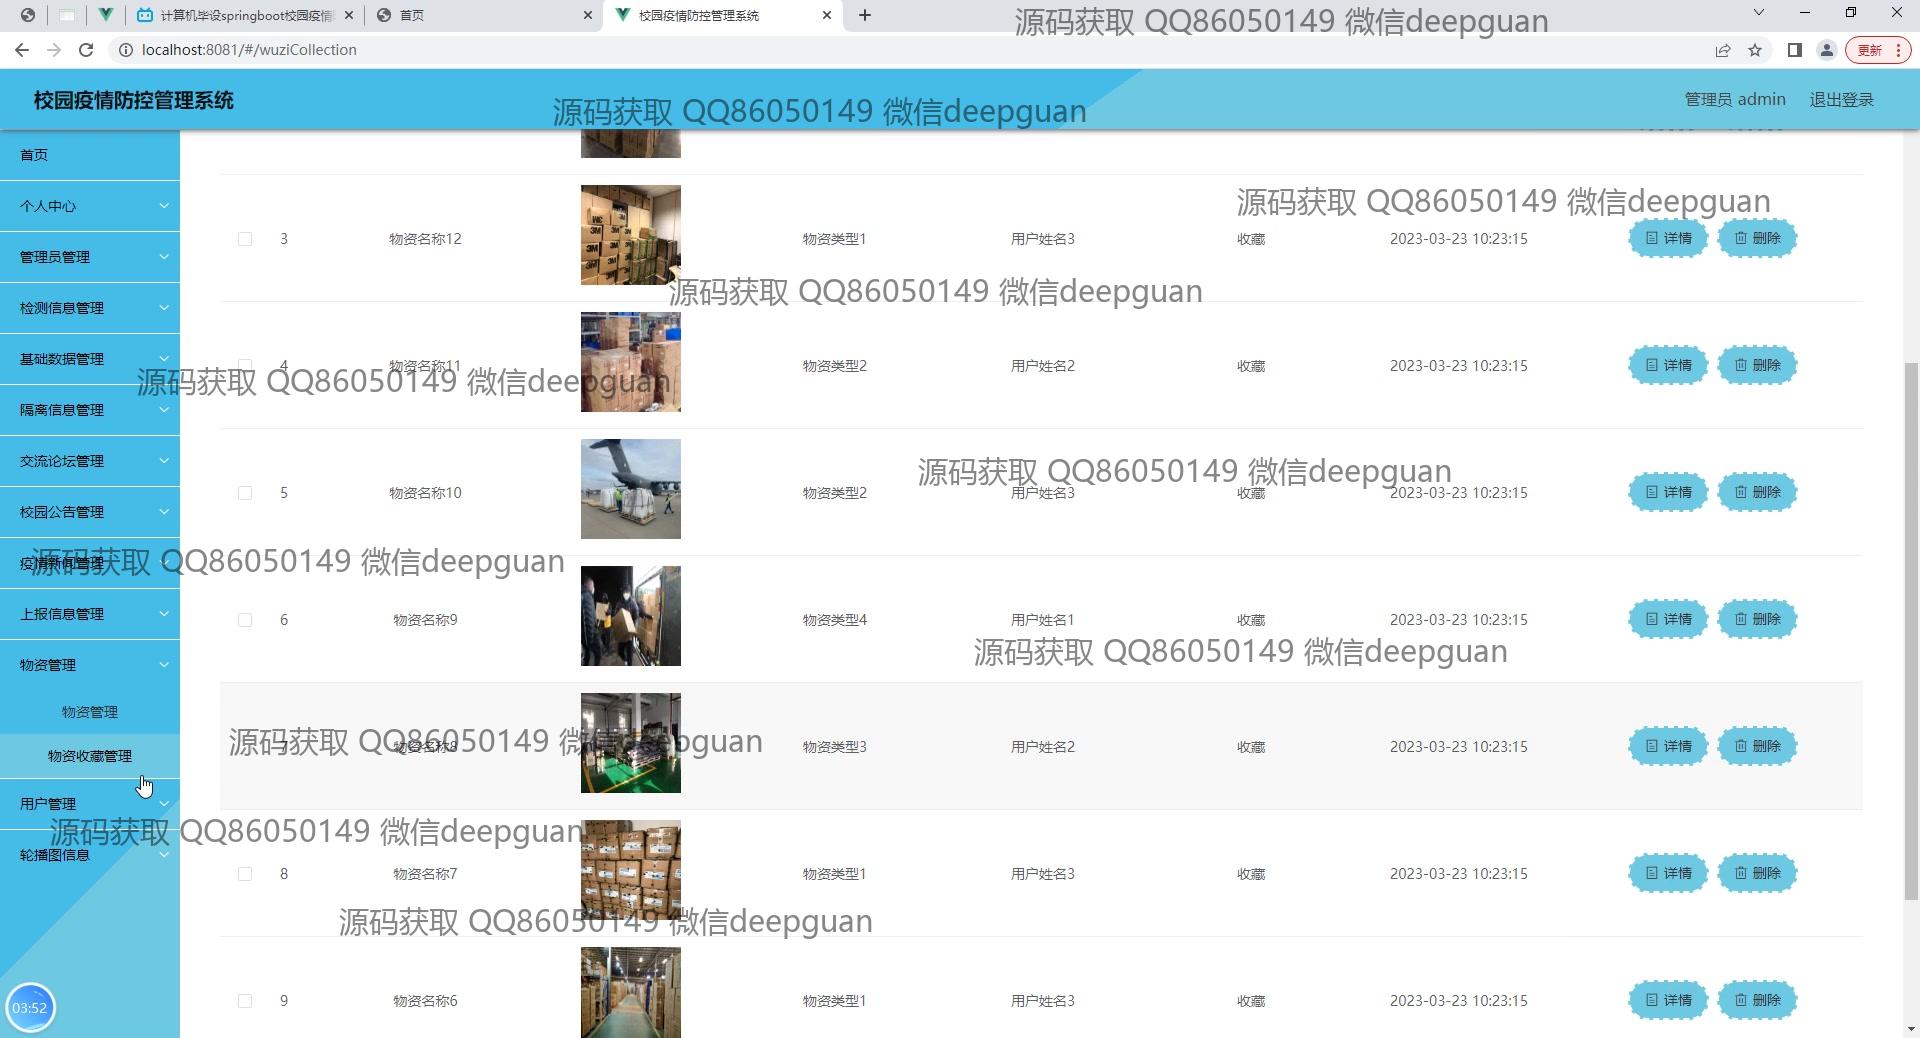 计算机毕设springboot校园疫情
首页
校园疫情防控管理系统
源码获取 QQ86050149 微信deepguan
localhost:8081/#/wuziCollection
更新
校园疫情防控管理系统
源码获取 QQ86050149 微信deepguan
管理员 admin
退出登录
首页
个人中心
管理员管理
检测信息管理
基础数据管理
隔离信息管理
交流论坛管理
校园公告管理
疫情新闻管理
上报信息管理
物资管理
物资管理
物资收藏管理
用户管理
轮播图信息
03:52
源码获取 QQ86050149 微信deepguan
3 物资名称12 物资类型1 用户姓名3 收藏 2023-03-23 10:23:15 详情 删除
3M
3M
3M
3M
3M
源码获取 QQ86050149 微信deepguan
4 物资名称11 物资类型2 用户姓名2 收藏 2023-03-23 10:23:15 详情 删除
源码获取 QQ86050149 微信deepguan
源码获取 QQ86050149 微信deepguan
5 物资名称10 物资类型2 用户姓名3 收藏 2023-03-23 10:23:15 详情 删除
源码获取 QQ86050149 微信deepguan
6 物资名称9 物资类型4 用户姓名1 收藏 2023-03-23 10:23:15 详情 删除
源码获取 QQ86050149 微信deepguan
源码获取 QQ86050149 微信deepguan
7 物资名称8 物资类型3 用户姓名2 收藏 2023-03-23 10:23:15 详情 删除
源码获取 QQ86050149 微信deepguan
8 物资名称7 物资类型1 用户姓名3 收藏 2023-03-23 10:23:15 详情 删除
源码获取 QQ86050149 微信deepguan
9 物资名称6 物资类型1 用户姓名3 收藏 2023-03-23 10:23:15 详情 删除